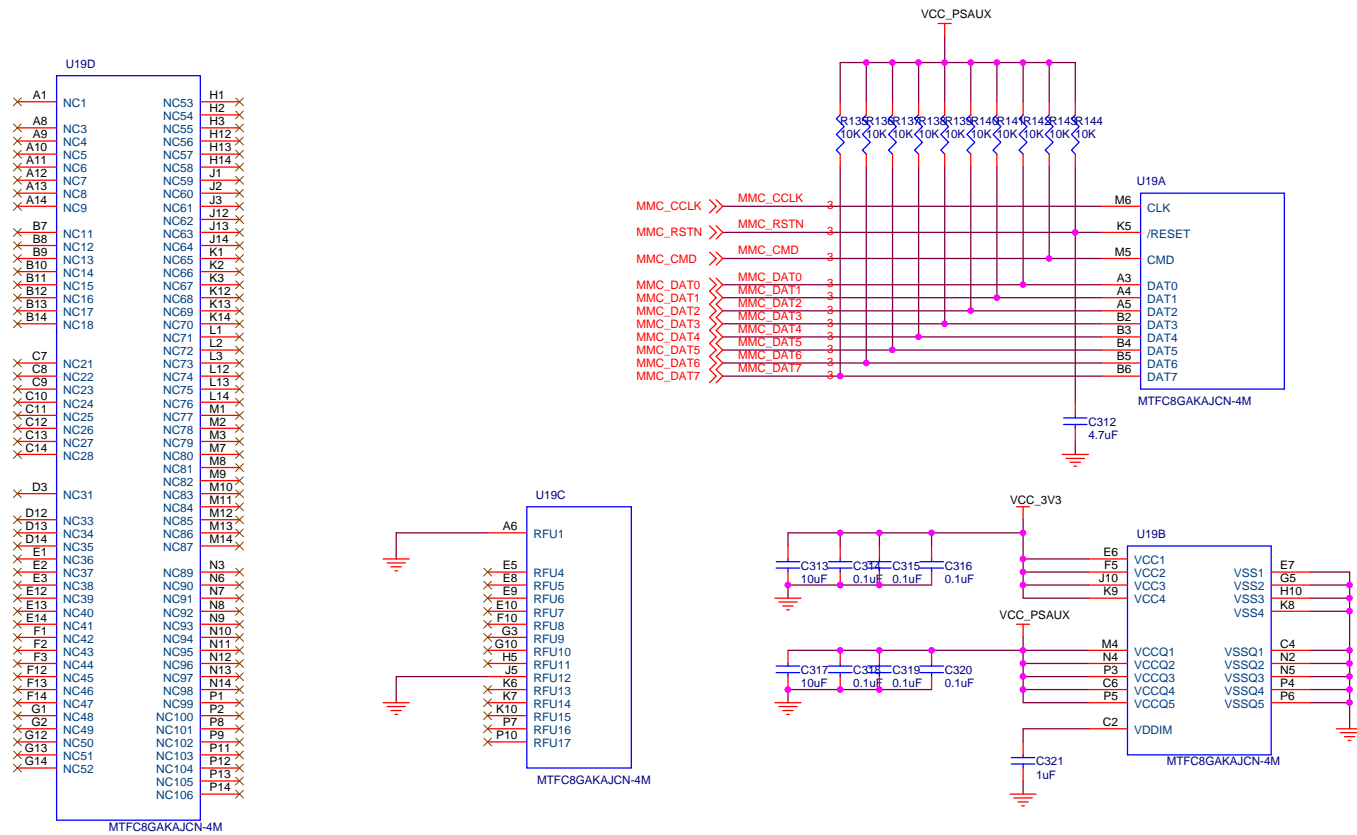 VCC_PSAUX
U19D
A1 NC1
A8 NC3
A9 NC4
A10 NC5
A11 NC6
A12 NC7
A13 NC8
A14 NC9
B7 NC11
B8 NC12
B9 NC13
B10 NC14
B11 NC15
B12 NC16
B13 NC17
B14 NC18
C7 NC21
C8 NC22
C9 NC23
C10 NC24
C11 NC25
C12 NC26
C13 NC27
C14 NC28
D3 NC31
D12 NC33
D13 NC34
D14 NC35
E1 NC36
E2 NC37
E3 NC38
E12 NC39
E13 NC40
E14 NC41
F1 NC42
F2 NC43
F3 NC44
F12 NC45
F13 NC46
F14 NC47
G1 NC48
G2 NC49
G12 NC50
G13 NC51
G14 NC52
NC53 H1
NC54 H2
NC55 H3
NC56 H12
NC57 H13
NC58 H14
NC59 J1
NC60 J2
NC61 J3
NC62 J12
NC63 J13
NC64 J14
NC65 K1
NC66 K2
NC67 K3
NC68 K12
NC69 K13
NC70 K14
NC71 L1
NC72 L2
NC73 L3
NC74 L12
NC75 L13
NC76 L14
NC77 M1
NC78 M2
NC79 M3
NC80 M7
NC81 M8
NC82 M9
NC83 M10
NC84 M11
NC85 M12
NC86 M13
NC87 M14
NC89 N3
NC90 N6
NC91 N7
NC92 N8
NC93 N9
NC94 N10
NC95 N11
NC96 N12
NC97 N13
NC98 N14
NC99 P1
NC100 P2
NC101 P8
NC102 P9
NC103 P11
NC104 P12
NC105 P13
NC106 P14
MTFC8GAKAJCN-4M
R135 R136 R137 R138 R139 R140 R141 R142 R143 R144
10K 10K 10K 10K 10K 10K 10K 10K 10K 10K
U19A
MMC_CCLK MMC_CCLK 3 M6 CLK
MMC_RSTN MMC_RSTN 3 K5 /RESET
MMC_CMD MMC_CMD 3 M5 CMD
MMC_DAT0 MMC_DAT0 3 A3 DAT0
MMC_DAT1 MMC_DAT1 3 A4 DAT1
MMC_DAT2 MMC_DAT2 3 A5 DAT2
MMC_DAT3 MMC_DAT3 3 B2 DAT3
MMC_DAT4 MMC_DAT4 3 B3 DAT4
MMC_DAT5 MMC_DAT5 3 B4 DAT5
MMC_DAT6 MMC_DAT6 3 B5 DAT6
MMC_DAT7 MMC_DAT7 3 B6 DAT7
MTFC8GAKAJCN-4M
C312
4.7uF
U19C
A6 RFU1
E5 RFU4
E8 RFU5
E9 RFU6
E10 RFU7
F10 RFU8
G3 RFU9
G10 RFU10
H5 RFU11
J5 RFU12
K6 RFU13
K7 RFU14
K10 RFU15
P7 RFU16
P10 RFU17
MTFC8GAKAJCN-4M
VCC_3V3
C313 C314 C315 C316
10uF 0.1uF 0.1uF 0.1uF
VCC_PSAUX
C317 C318 C319 C320
10uF 0.1uF 0.1uF 0.1uF
C321
1uF
U19B
E6 VCC1
F5 VCC2
J10 VCC3
K9 VCC4
M4 VCCQ1
N4 VCCQ2
P3 VCCQ3
C6 VCCQ4
P5 VCCQ5
C2 VDDIM
VSS1 E7
VSS2 G5
VSS3 H10
VSS4 K8
VSSQ1 C4
VSSQ2 N2
VSSQ3 N5
VSSQ4 P4
VSSQ5 P6
MTFC8GAKAJCN-4M